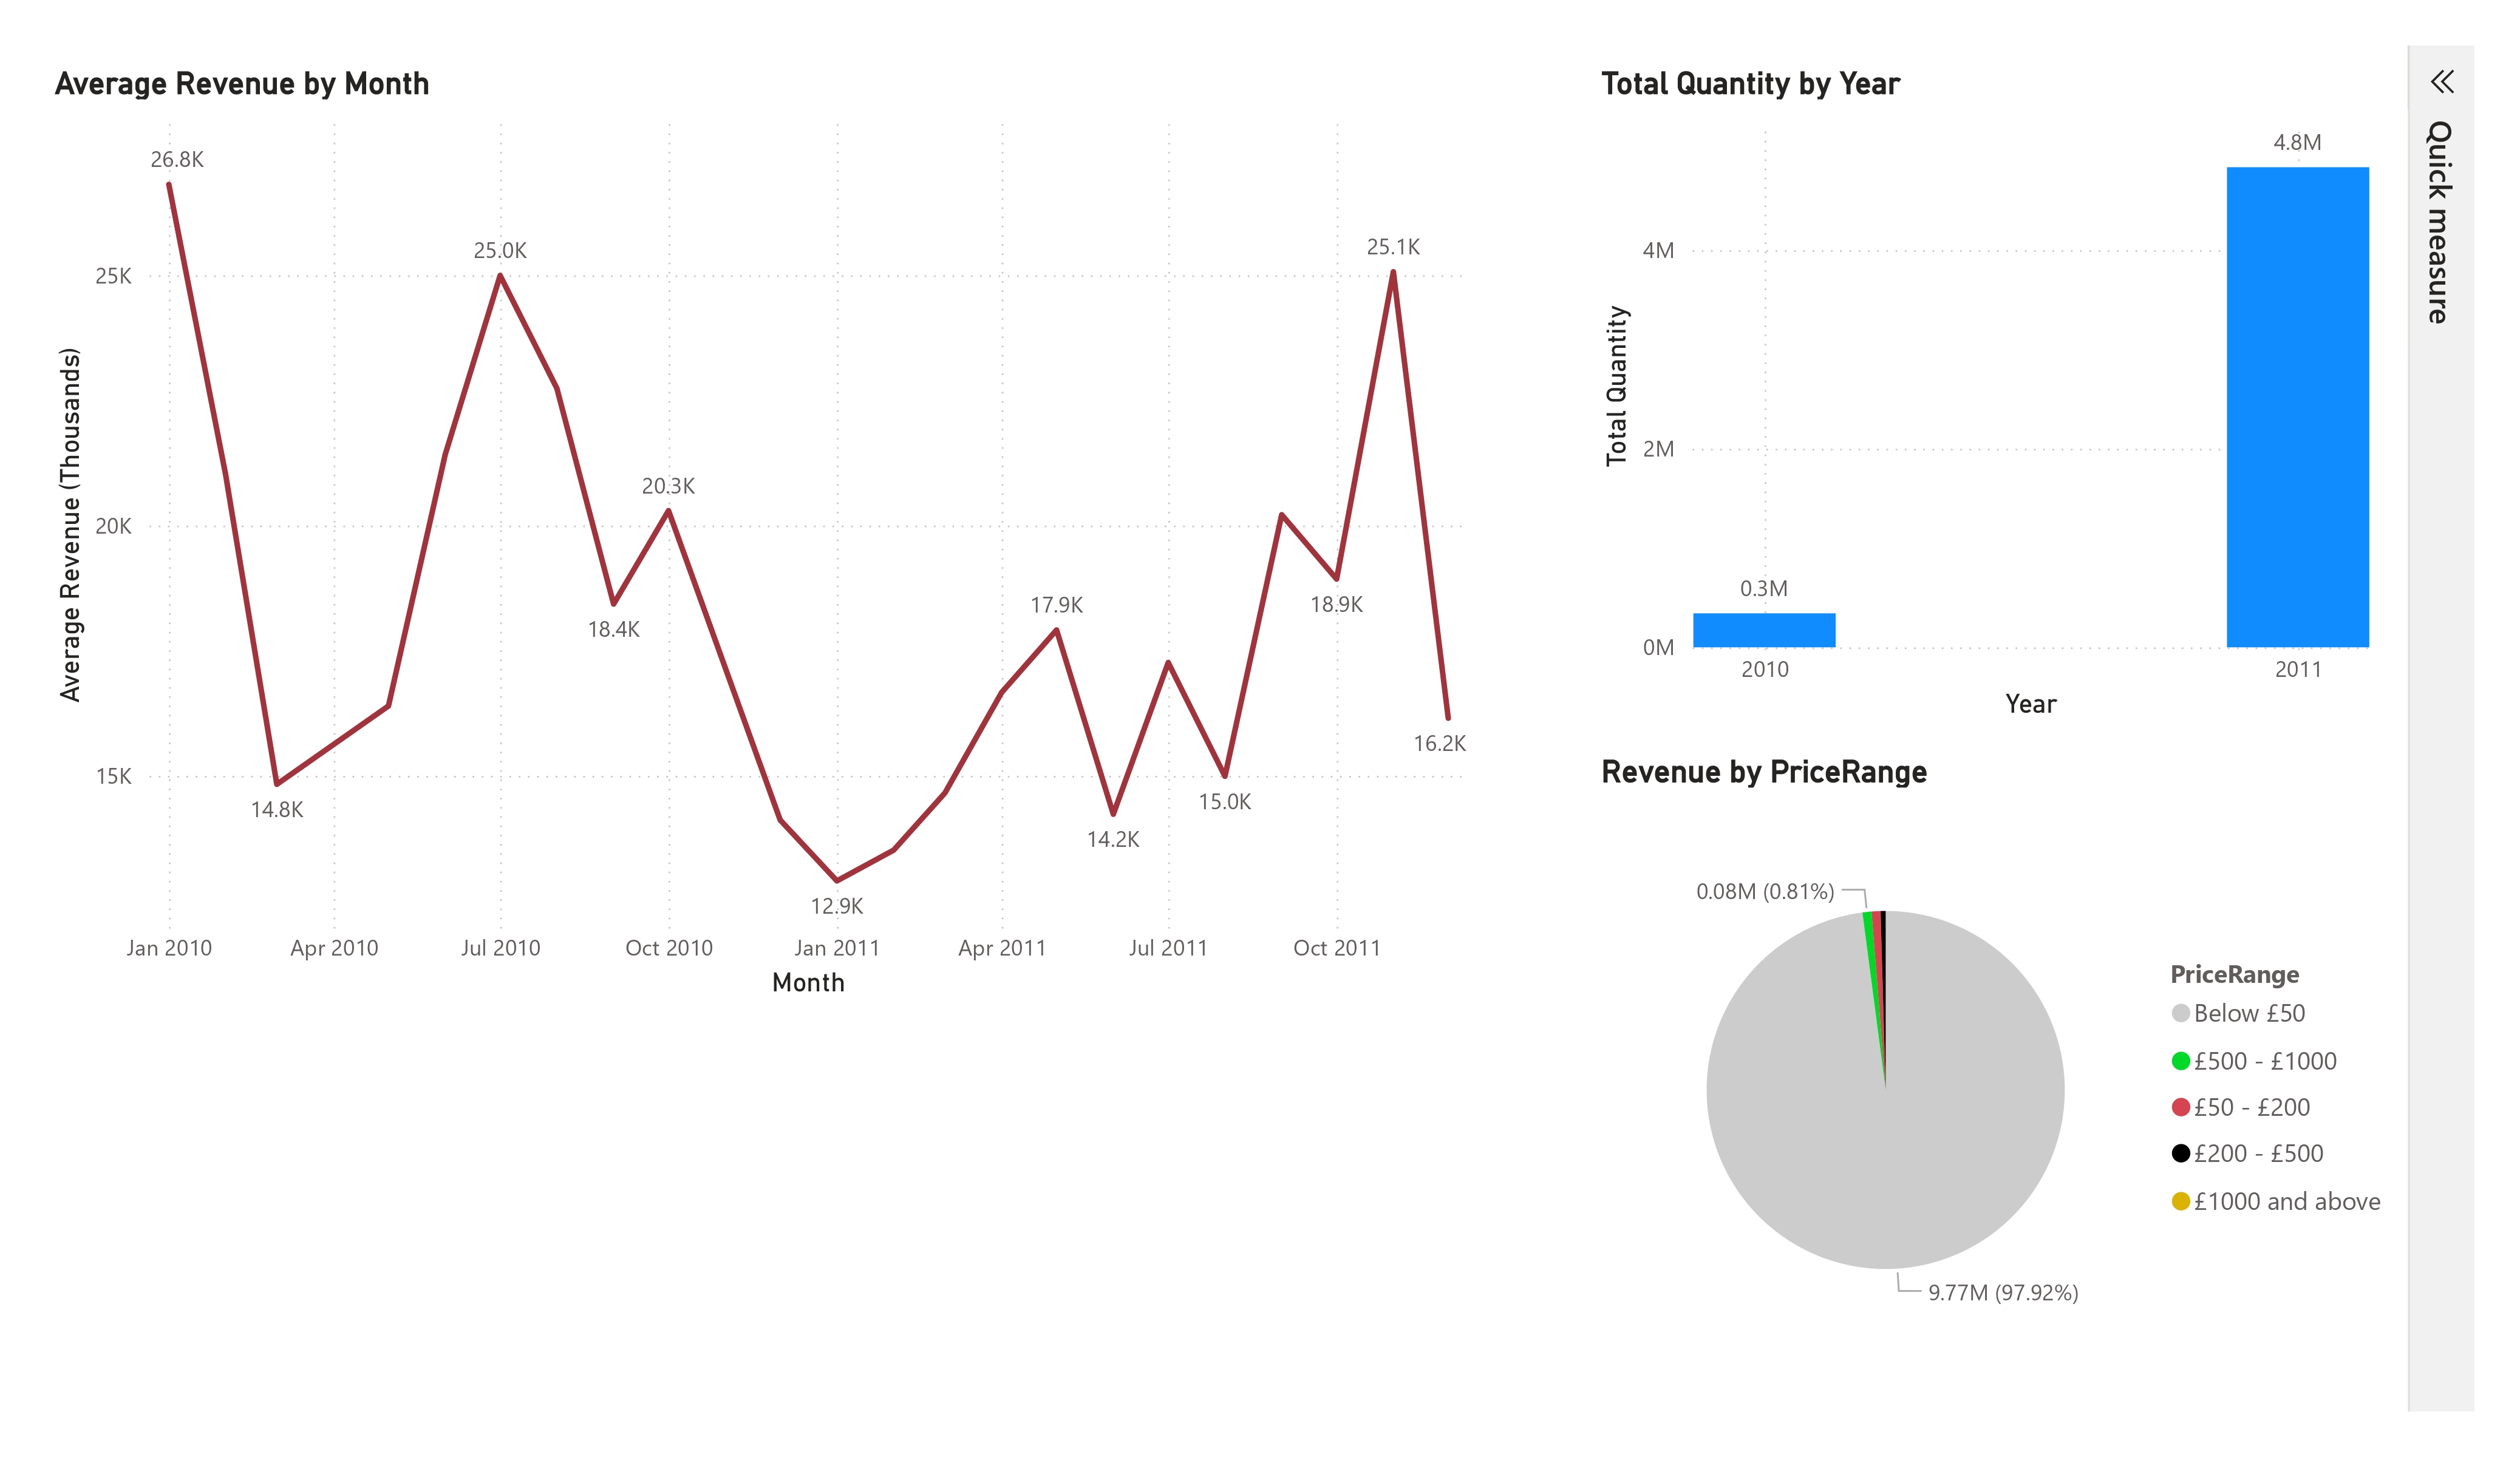 Average Revenue by Month
26.8K
25.0K
25.1K
25K
20.3K
20K
18.4K
17.9K
18.9K
16.2K
15K
14.8K
15.0K
14.2K
12.9K
Average Revenue (Thousands)
Jan 2010 Apr 2010 Jul 2010 Oct 2010 Jan 2011 Apr 2011 Jul 2011 Oct 2011
Month
Total Quantity by Year
4.8M
4M
2M
0.3M
0M
Total Quantity
2010 2011
Year
Revenue by PriceRange
0.08M (0.81%)
9.77M (97.92%)
PriceRange
Below £50
£500 - £1000
£50 - £200
£200 - £500
£1000 and above
Quick measure